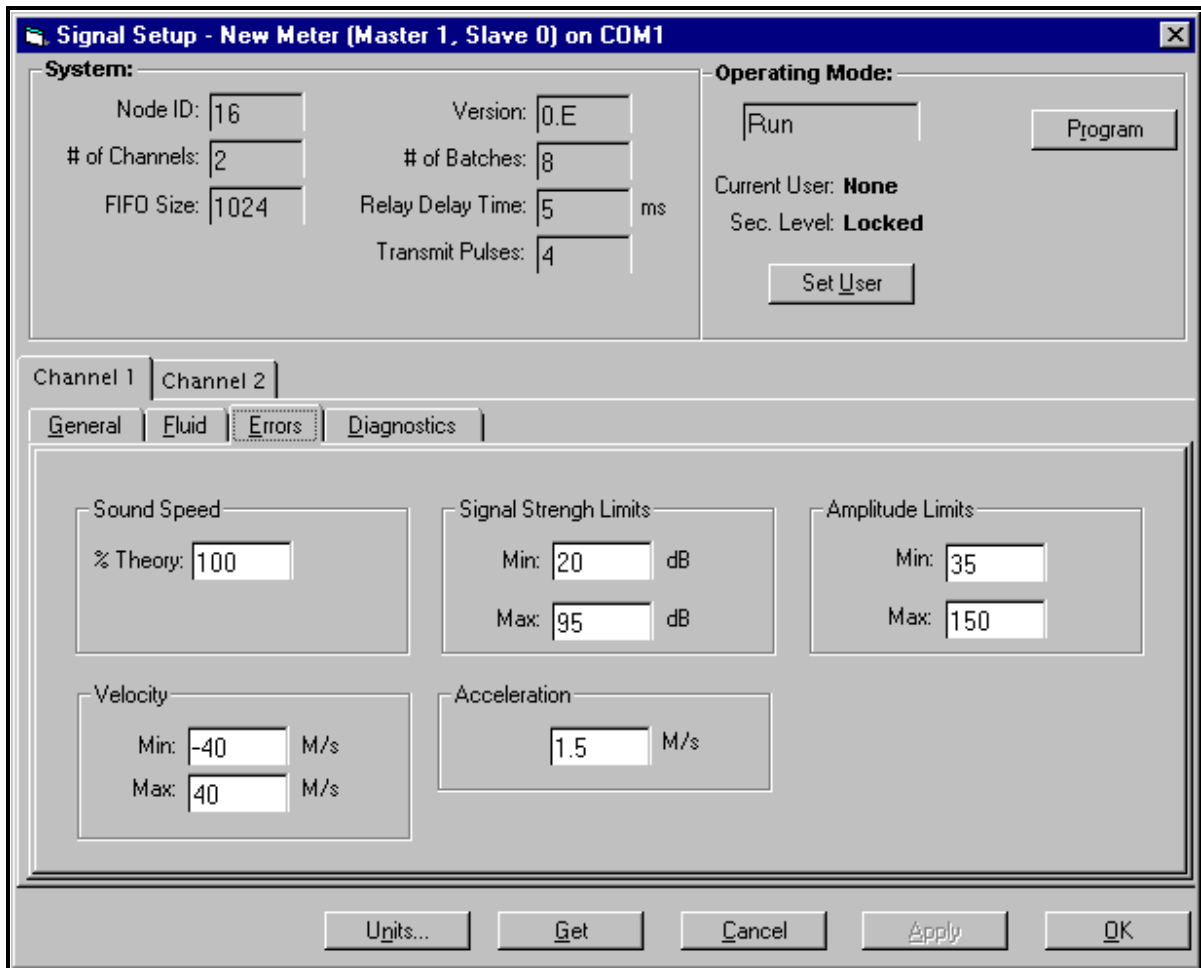 Signal Setup - New Meter (Master 1, Slave 0) on COM1
System:
Node ID: 16
Version: 0.E
# of Channels: 2
# of Batches: 8
FIFO Size: 1024
Relay Delay Time: 5 ms
Transmit Pulses: 4
Operating Mode:
Run
Program
Current User: None
Sec. Level: Locked
Set User
Channel 1 Channel 2
General Fluid Errors Diagnostics
Sound Speed
% Theory: 100
Signal Strengh Limits
Min: 20 dB
Max: 95 dB
Amplitude Limits
Min: 35
Max: 150
Velocity
Min: -40 M/s
Max: 40 M/s
Acceleration
1.5 M/s
Units... Get Cancel Apply OK